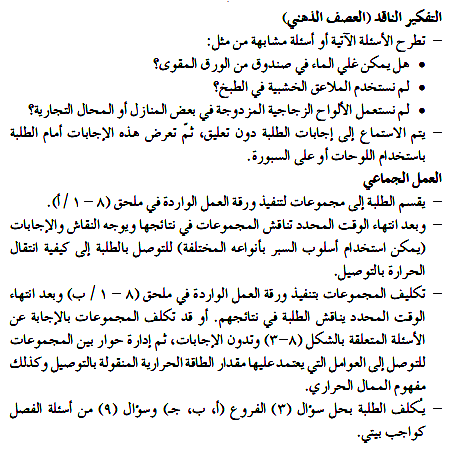 التفكير الناقد (العصف الذهني)
– تطرح الأسئلة الآتية أو أسئلة مشابهة من مثل:
• هل يمكن غلي الماء في صندوق من الورق المقوى؟
• لم نستخدم الملاعق الخشبية في الطبخ؟
• لم نستعمل الألواح الزجاجية المزدوجة في بعض المنازل أو المحال التجارية؟
– يتم الاستماع إلى إجابات الطلبة دون تعليق، ثمّ تعرض هذه الإجابات أمام الطلبة
باستخدام اللوحات أو على السبورة.
العمل الجماعي
– يقسم الطلبة إلى مجموعات لتنفيذ ورقة العمل الواردة في ملحق (٨ – ١ / أ).
– وبعد انتهاء الوقت المحدد تناقش المجموعات في نتائجها ويوجه النقاش والإجابات
(يمكن استخدام أسلوب السبر بأنواعه المختلفة) للتوصل بالطلبة إلى كيفية انتقال
الحرارة بالتوصيل.
– تكليف المجموعات بتنفيذ ورقة العمل الواردة في ملحق (٨ – ١ / ب) وبعد انتهاء
الوقت المحدد يناقش الطلبة في نتائجهم. أو قد تكلف المجموعات بالإجابة عن
الأسئلة المتعلقة بالشكل (٨–٣) وتدون الإجابات، ثم إدارة حوار بين المجموعات
للتوصل إلى العوامل التي يعتمد عليها مقدار الطاقة الحرارية المنقولة بالتوصيل وكذلك
مفهوم الممال الحراري.
– يُكلف الطلبة بحل سؤال (٣) الفروع (أ، ب، جـ) وسؤال (٩) من أسئلة الفصل
كواجب بيتي.